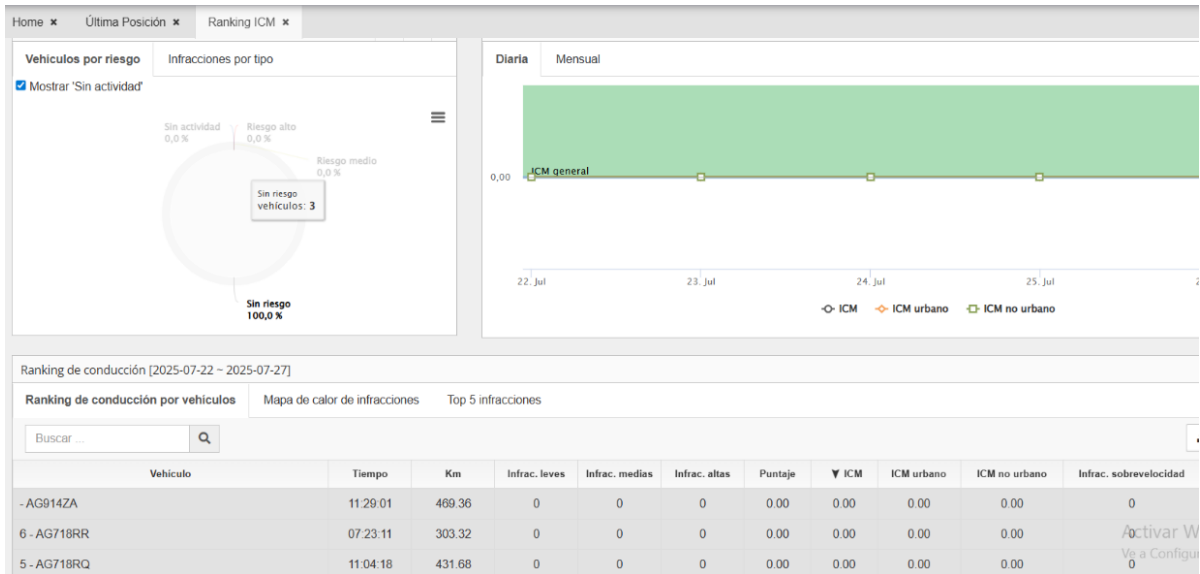 Home × Última Posición × Ranking ICM ×
Vehiculos por riesgo Infracciones por tipo
Mostrar 'Sin actividad'
Sin actividad
0,0 %
Riesgo alto
0,0 %
Riesgo medio
0,0 %
Sin riesgo
vehículos: 3
Sin riesgo
100,0 %
Diaria Mensual
ICM general
0,00
22. Jul 23. Jul 24. Jul 25. Jul 2
ICM ICM urbano ICM no urbano
Ranking de conducción [2025-07-22 ~ 2025-07-27]
Ranking de conducción por vehiculos Mapa de calor de infracciones Top 5 infracciones
Buscar ...
Vehículo Tiempo Km Infrac. leves Infrac. medias Infrac. altas Puntaje ICM ICM urbano ICM no urbano Infrac. sobrevelocidad
- AG914ZA 11:29:01 469.36 0 0 0 0.00 0.00 0.00 0.00 0
6 - AG718RR 07:23:11 303.32 0 0 0 0.00 0.00 0.00 0.00 0
5 - AG718RQ 11:04:18 431.68 0 0 0 0.00 0.00 0.00 0.00 0
Activar W
Ve a Configu